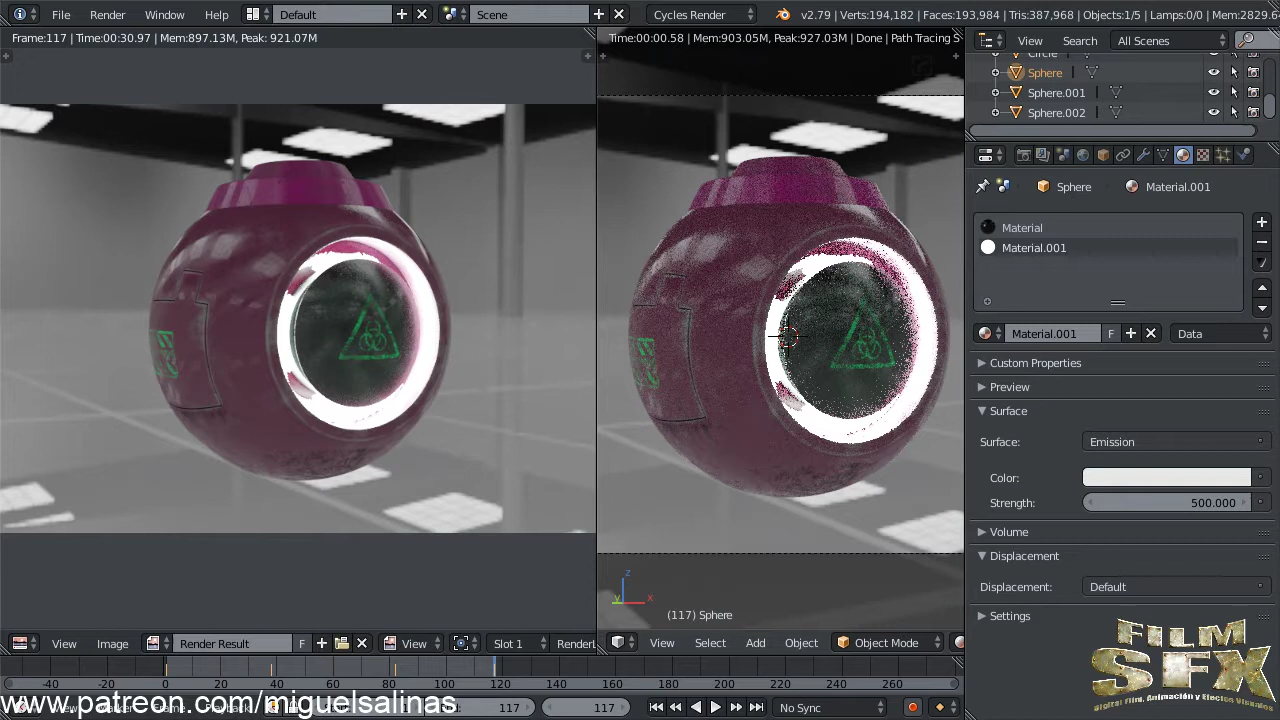 File Render Window Help Default Scene Cycles Render v2.79 | Verts:194,182 | Faces:193,984 | Tris:387,968 | Objects:1/5 | Lamps:0/0 | Mem:2829.6
Frame:117 | Time:00:30.97 | Mem:897.13M, Peak: 921.07M
Time:00:00.58 | Mem:903.05M, Peak:927.03M | Done | Path Tracing S
View Search All Scenes
Circle
Sphere
Sphere.001
Sphere.002
Sphere Material.001
Material
Material.001
Material.001 F Data
Custom Properties
Preview
Surface
Surface: Emission
Color:
Strength: 500.000
Volume
Displacement
Displacement: Default
Settings
z
y x
(117) Sphere
View Image Render Result F View Slot 1 Render
View Select Add Object Object Mode
-40 -20 0 20 40 60 80 100 120 140 160 180 200 220 240 260
117 117 No Sync
www.patreon.com/miguelsalinas
FILM
SFX